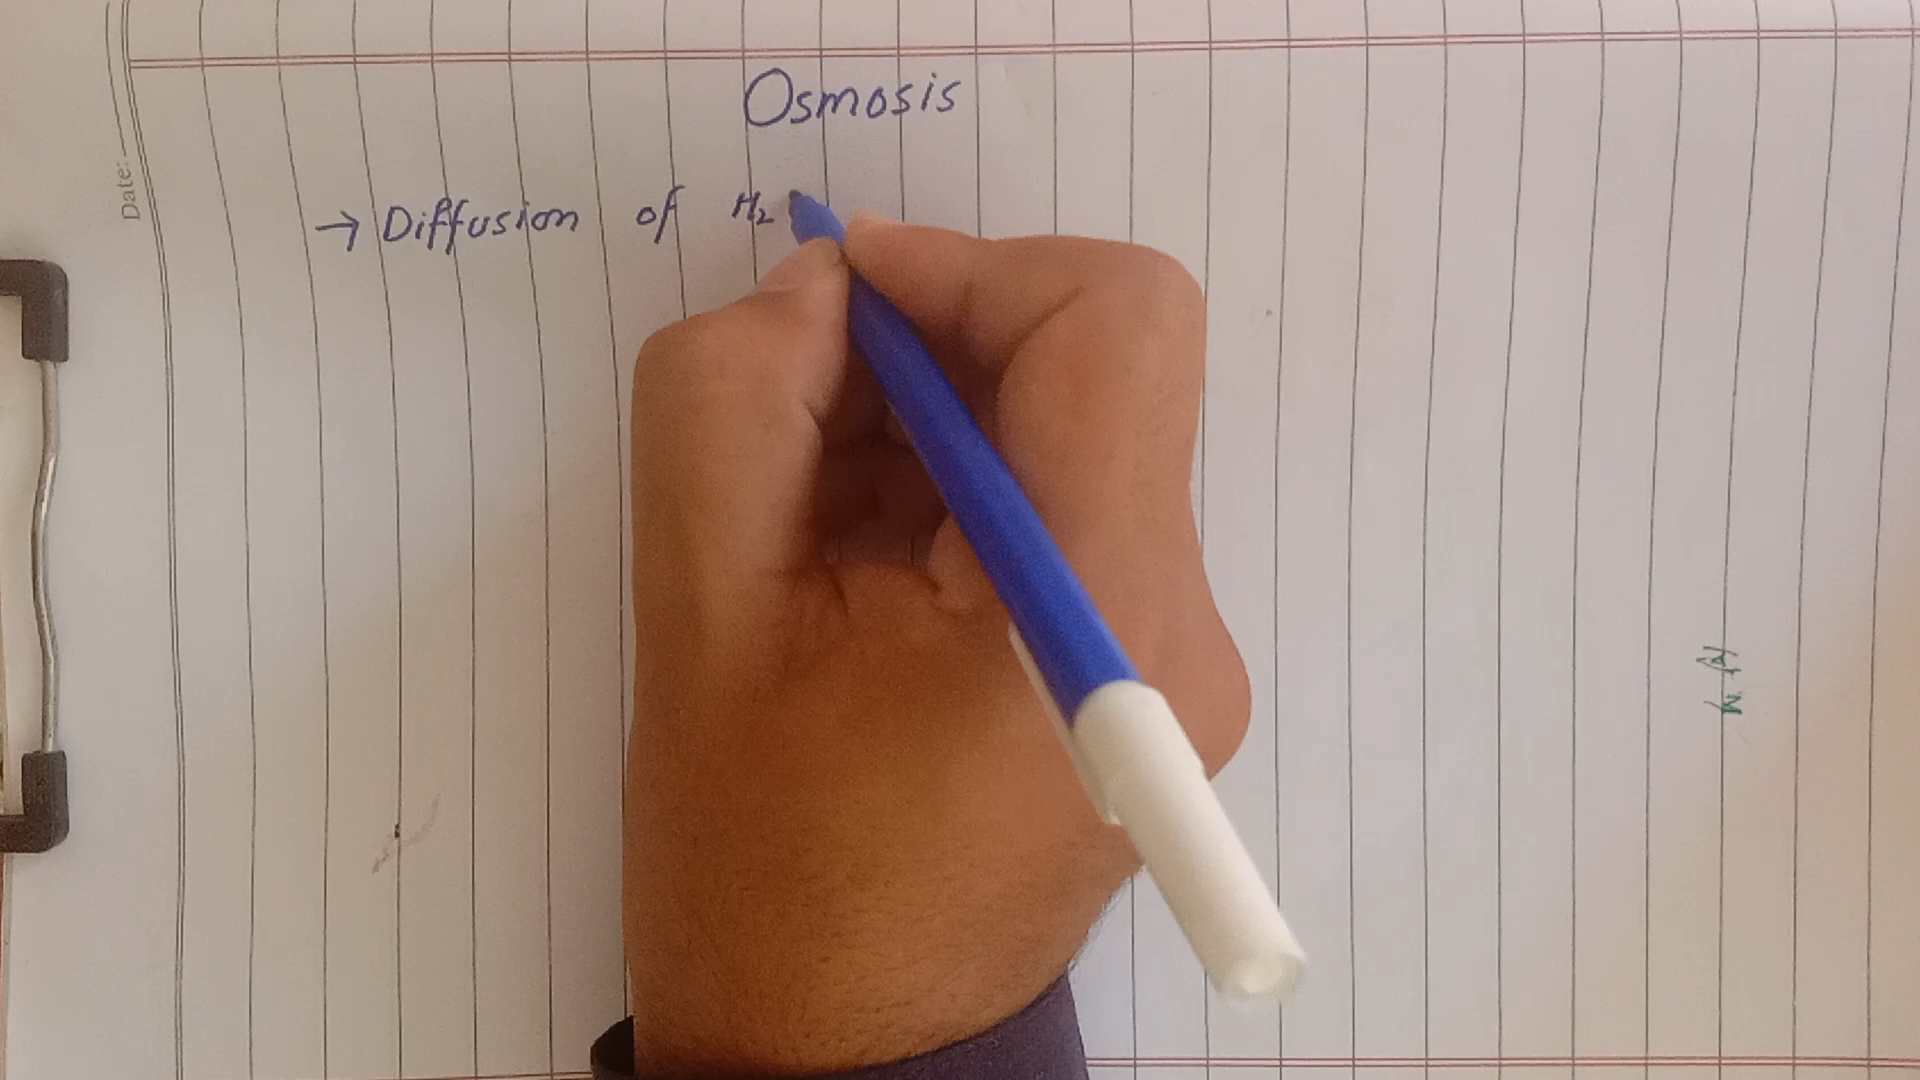 Osmosis
→ Diffusion of H₂
Date: